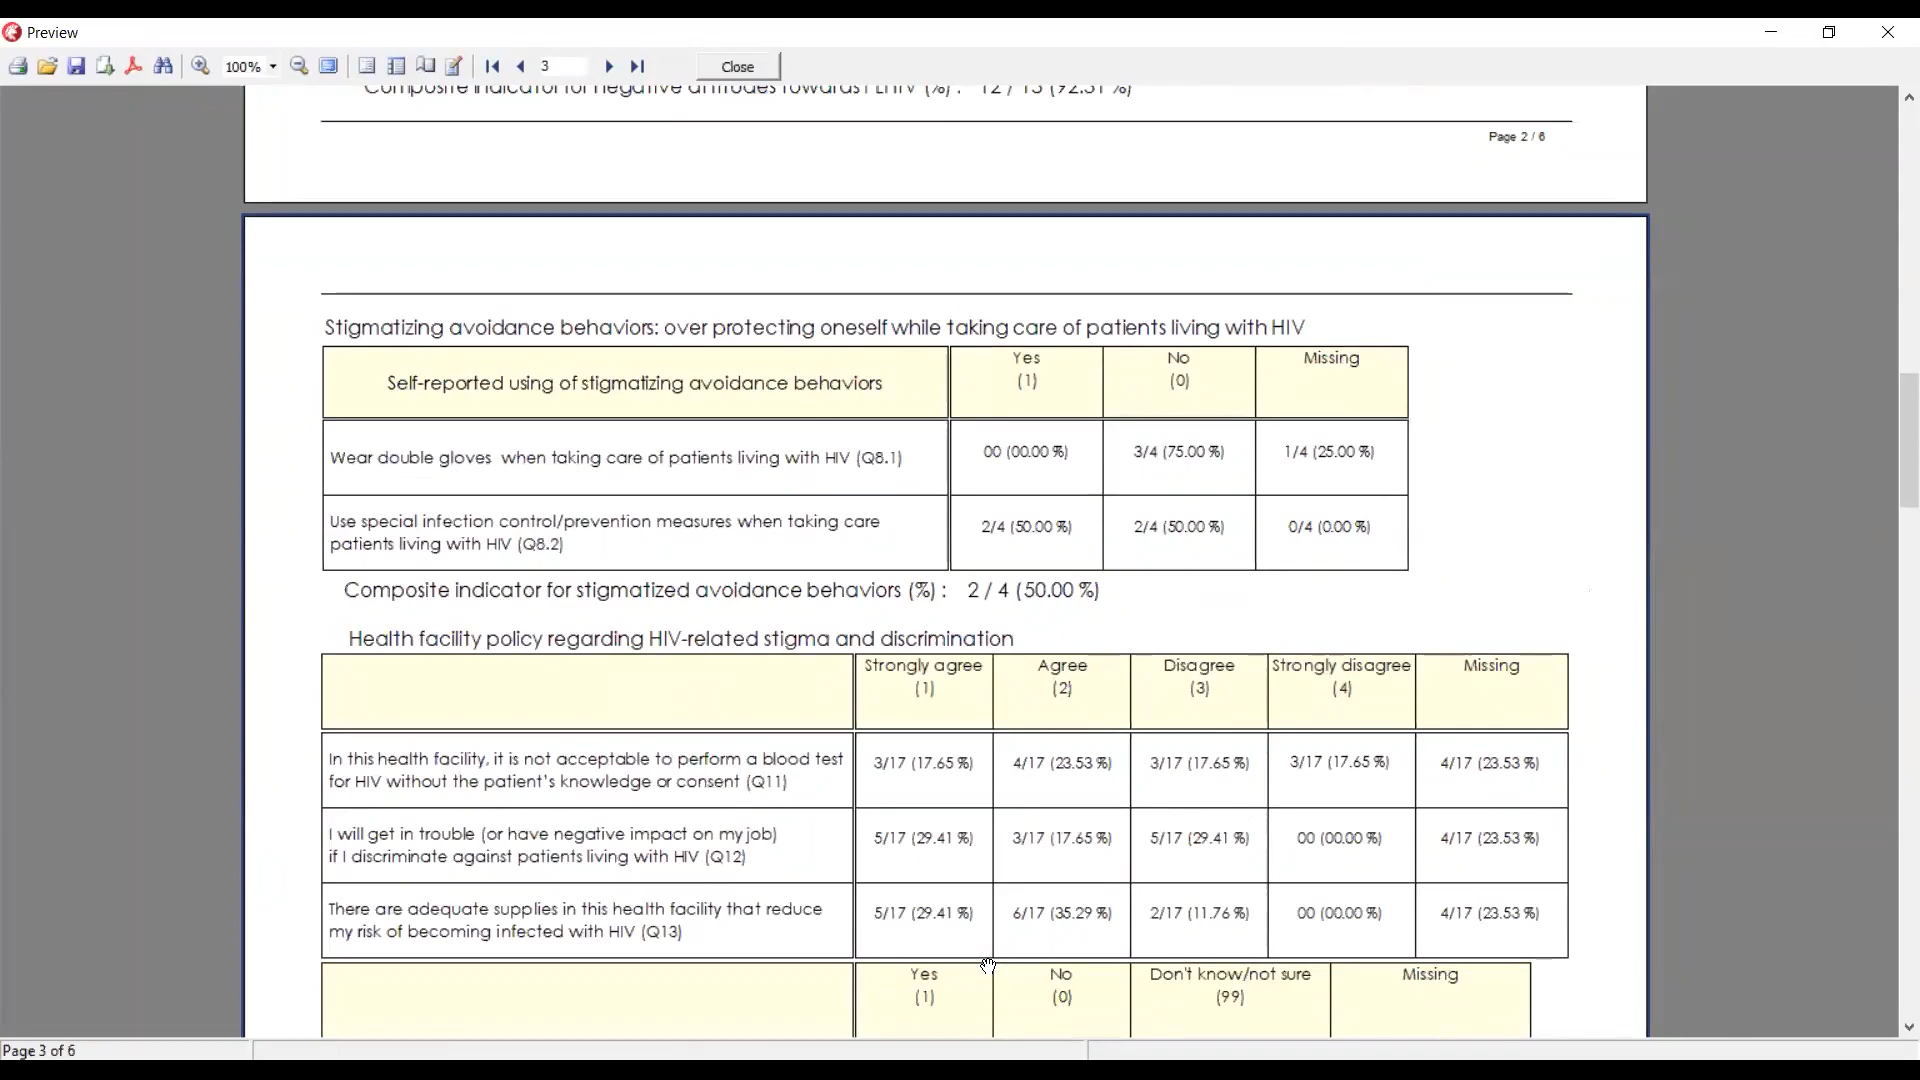 Preview
100%
3
Close
Composite indicator for negative attitudes towards PLHIV (%) : 12 / 13 (92.31 %)
Page 2 / 6
Stigmatizing avoidance behaviors: over protecting oneself while taking care of patients living with HIV
Self-reported using of stigmatizing avoidance behaviors
Yes
(1)
No
(0)
Missing
Wear double gloves when taking care of patients living with HIV (Q8.1)
00 (00.00 %)
3/4 (75.00 %)
1/4 (25.00 %)
Use special infection control/prevention measures when taking care
patients living with HIV (Q8.2)
2/4 (50.00 %)
2/4 (50.00 %)
0/4 (0.00 %)
Composite indicator for stigmatized avoidance behaviors (%) : 2 / 4 (50.00 %)
Health facility policy regarding HIV-related stigma and discrimination
Strongly agree
(1)
Agree
(2)
Disagree
(3)
Strongly disagree
(4)
Missing
In this health facility, it is not acceptable to perform a blood test
for HIV without the patient's knowledge or consent (Q11)
3/17 (17.65 %)
4/17 (23.53 %)
3/17 (17.65 %)
3/17 (17.65 %)
4/17 (23.53 %)
I will get in trouble (or have negative impact on my job)
if I discriminate against patients living with HIV (Q12)
5/17 (29.41 %)
3/17 (17.65 %)
5/17 (29.41 %)
00 (00.00 %)
4/17 (23.53 %)
There are adequate supplies in this health facility that reduce
my risk of becoming infected with HIV (Q13)
5/17 (29.41 %)
6/17 (35.29 %)
2/17 (11.76 %)
00 (00.00 %)
4/17 (23.53 %)
Yes
(1)
No
(0)
Don't know/not sure
(99)
Missing
Page 3 of 6